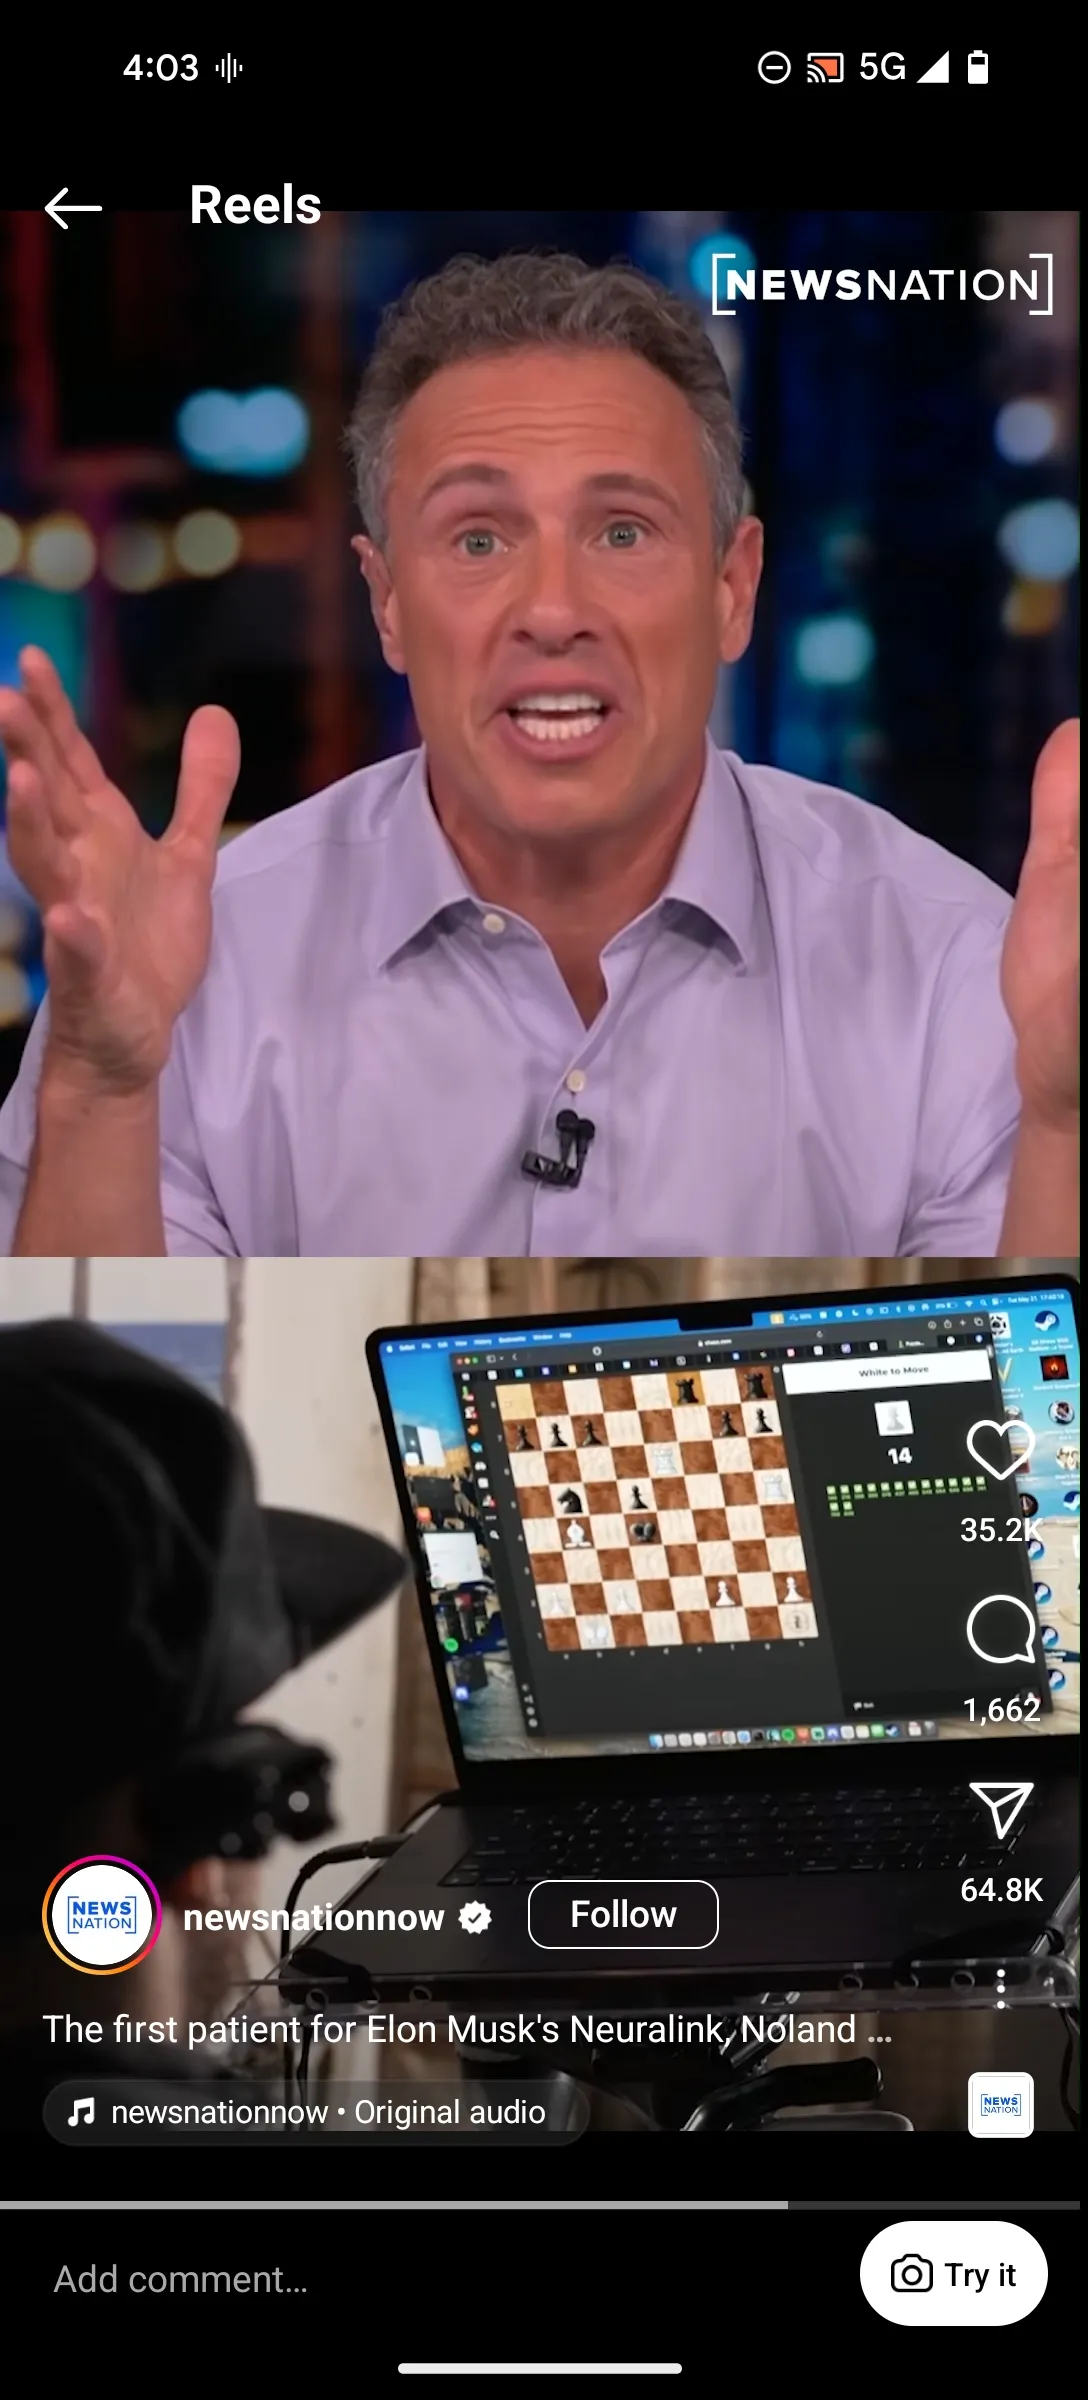 4:03
5G
Reels
[NEWSNATION]
White to Move
14
35.2K
1,662
64.8K
NEWS
NATION
newsnationnow
Follow
The first patient for Elon Musk's Neuralink, Noland ...
newsnationnow • Original audio
NEWS
NATION
Add comment...
Try it